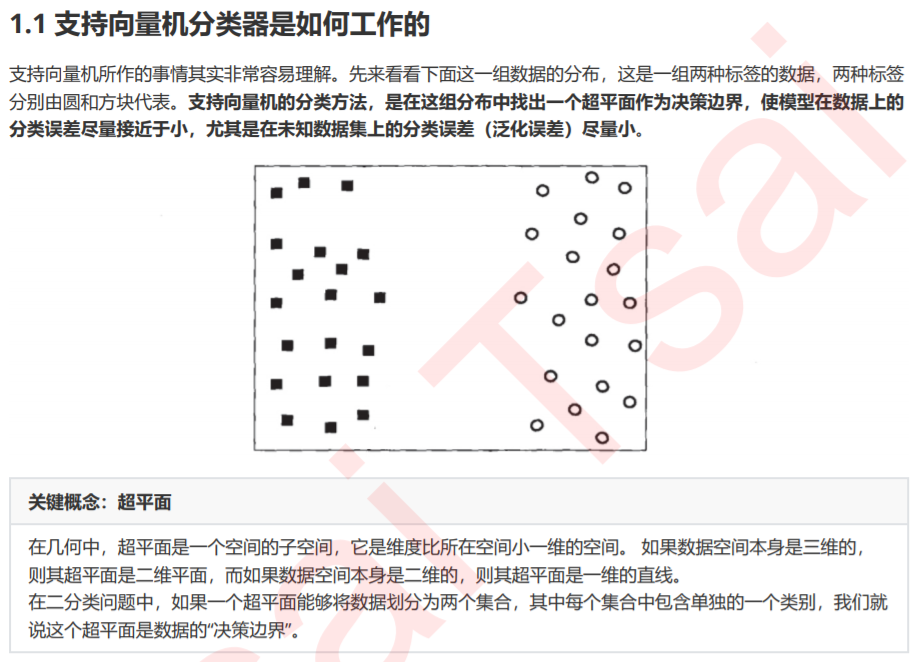 1.1 支持向量机分类器是如何工作的
支持向量机所作的事情其实非常容易理解。先来看看下面这一组数据的分布，这是一组两种标签的数据，两种标签
分别由圆和方块代表。支持向量机的分类方法，是在这组分布中找出一个超平面作为决策边界，使模型在数据上的
分类误差尽量接近于小，尤其是在未知数据集上的分类误差（泛化误差）尽量小。
关键概念：超平面
在几何中，超平面是一个空间的子空间，它是维度比所在空间小一维的空间。 如果数据空间本身是三维的，
则其超平面是二维平面，而如果数据空间本身是二维的，则其超平面是一维的直线。
在二分类问题中，如果一个超平面能够将数据划分为两个集合，其中每个集合中包含单独的一个类别，我们就
说这个超平面是数据的“决策边界”。
Tsai